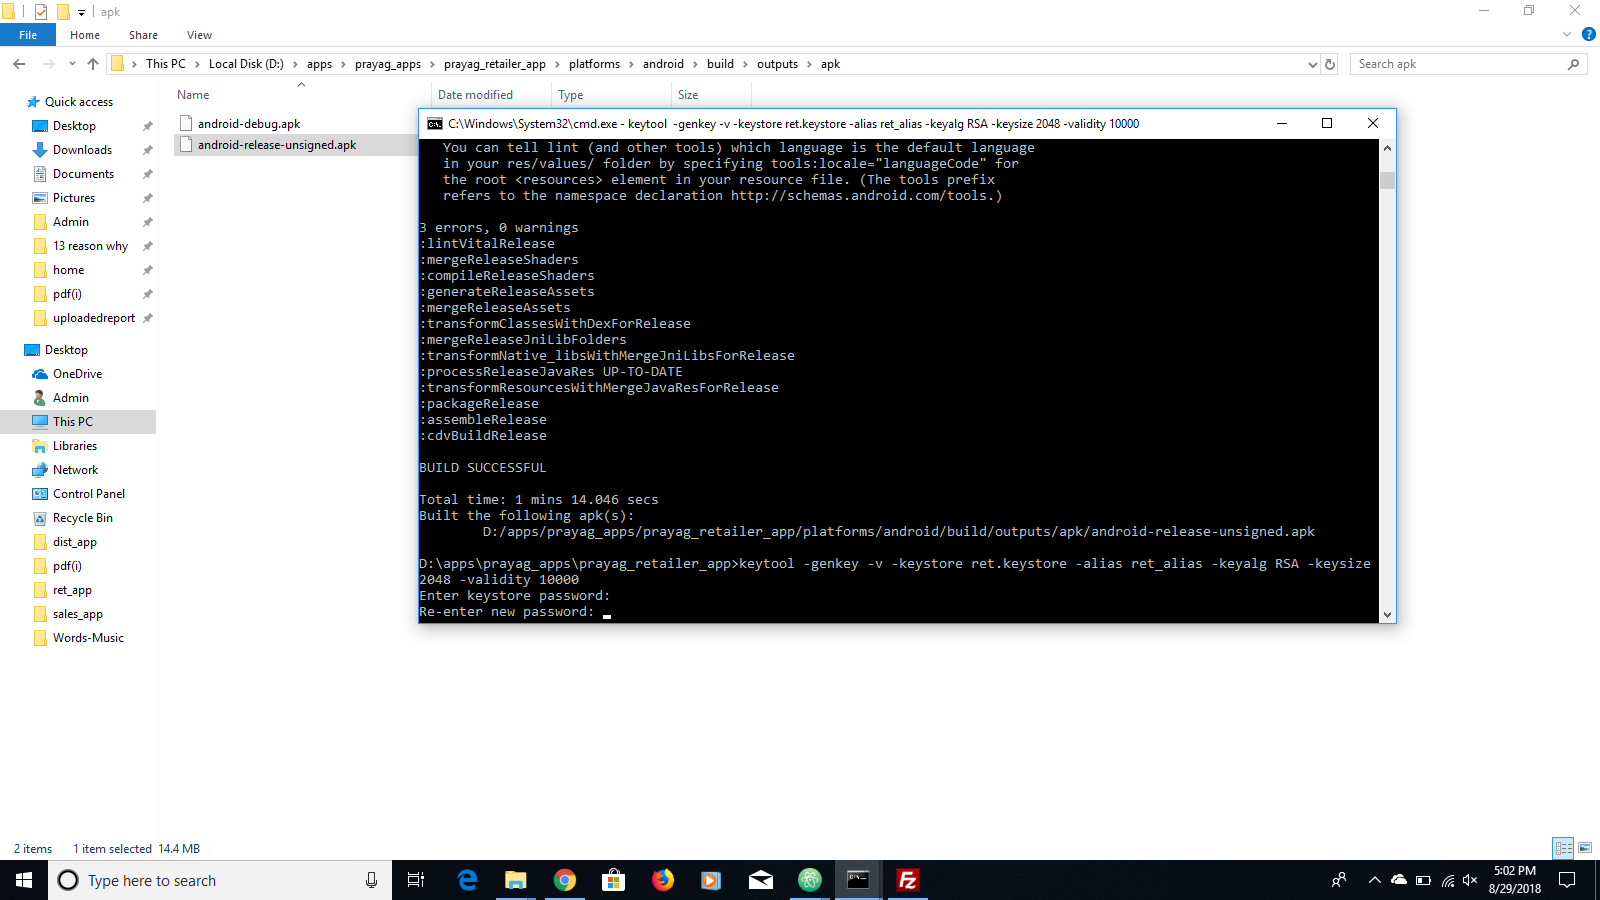 apk
File Home Share View
This PC Local Disk (D:) apps prayag_apps prayag_retailer_app platforms android build outputs apk
Search apk
Name Date modified Type Size
android-debug.apk
android-release-unsigned.apk
Quick access
Desktop
Downloads
Documents
Pictures
Admin
13 reason why
home
pdf(i)
uploadedreport
Desktop
OneDrive
Admin
This PC
Libraries
Network
Control Panel
Recycle Bin
dist_app
pdf(i)
ret_app
sales_app
Words-Music
C:\Windows\System32\cmd.exe - keytool -genkey -v -keystore ret.keystore -alias ret_alias -keyalg RSA -keysize 2048 -validity 10000
You can tell lint (and other tools) which language is the default language
in your res/values/ folder by specifying tools:locale="languageCode" for
the root <resources> element in your resource file. (The tools prefix
refers to the namespace declaration http://schemas.android.com/tools.)
3 errors, 0 warnings
:lintVitalRelease
:mergeReleaseShaders
:compileReleaseShaders
:generateReleaseAssets
:mergeReleaseAssets
:transformClassesWithDexForRelease
:mergeReleaseJniLibFolders
:transformNative_libsWithMergeJniLibsForRelease
:processReleaseJavaRes UP-TO-DATE
:transformResourcesWithMergeJavaResForRelease
:packageRelease
:assembleRelease
:cdvBuildRelease
BUILD SUCCESSFUL
Total time: 1 mins 14.046 secs
Built the following apk(s):
D:/apps/prayag_apps/prayag_retailer_app/platforms/android/build/outputs/apk/android-release-unsigned.apk
D:\apps\prayag_apps\prayag_retailer_app>keytool -genkey -v -keystore ret.keystore -alias ret_alias -keyalg RSA -keysize
2048 -validity 10000
Enter keystore password:
Re-enter new password:
2 items 1 item selected 14.4 MB
Type here to search
5:02 PM
8/29/2018